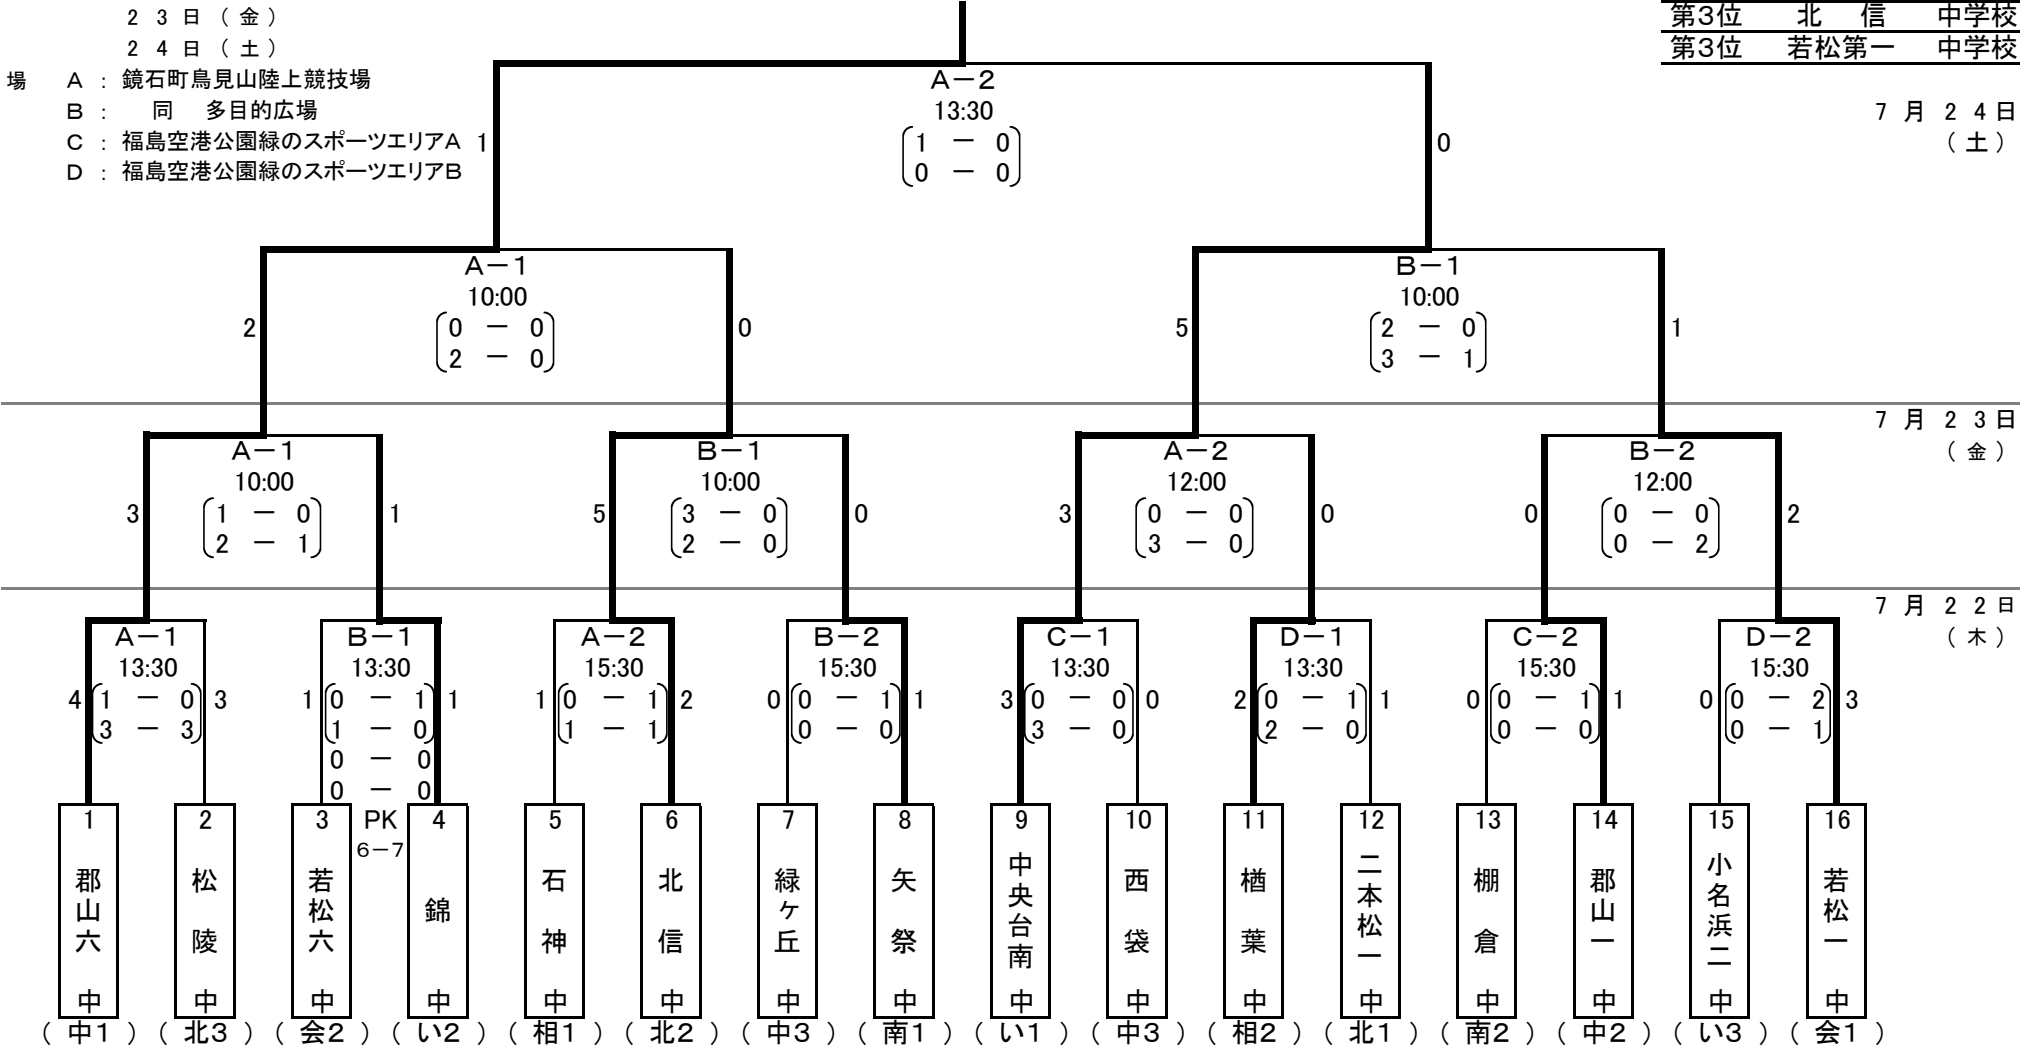 ２３日（金）
２４日（土）
場 Ａ：鏡石町鳥見山陸上競技場
Ｂ： 同 多目的広場
Ｃ：福島空港公園緑のスポーツエリアＡ
Ｄ：福島空港公園緑のスポーツエリアＢ
第3位 北 信 中学校
第3位 若松第一 中学校
Ａ－２
13:30
1 0
1 － 0
0 － 0
７月２４日
（土）
Ａ－１ Ｂ－１
10:00 10:00
2 0 － 0 0 5 2 － 0 1
2 － 0 3 － 1
７月２３日
（金）
Ａ－１ Ｂ－１ Ａ－２ Ｂ－２
10:00 10:00 12:00 12:00
3 1 － 0 1 5 3 － 0 0 3 0 － 0 0 0 0 － 0 2
2 － 1 2 － 0 3 － 0 0 － 2
７月２２日
（木）
Ａ－１ Ｂ－１ Ａ－２ Ｂ－２ Ｃ－１ Ｄ－１ Ｃ－２ Ｄ－２
13:30 13:30 15:30 15:30 13:30 13:30 15:30 15:30
4 1 － 0 3 1 0 － 1 1 1 0 － 1 2 0 0 － 1 1 3 0 － 0 0 2 0 － 1 1 0 0 － 1 1 0 0 － 2 3
3 － 3 1 － 0 1 － 1 0 － 0 3 － 0 2 － 0 0 － 0 0 － 1
0 － 0
0 － 0
PK
6－7
1 郡山六中
2 松陵中
3 若松六中
4 錦中
5 石神中
6 北信中
7 緑ヶ丘中
8 矢祭中
9 中央台南中
10 西袋中
11 楢葉中
12 二本松一中
13 棚倉中
14 郡山一中
15 小名浜二中
16 若松一中
（中1）（北3）（会2）（い2）（相1）（北2）（中3）（南1）（い1）（中3）（相2）（北1）（南2）（中2）（い3）（会1）